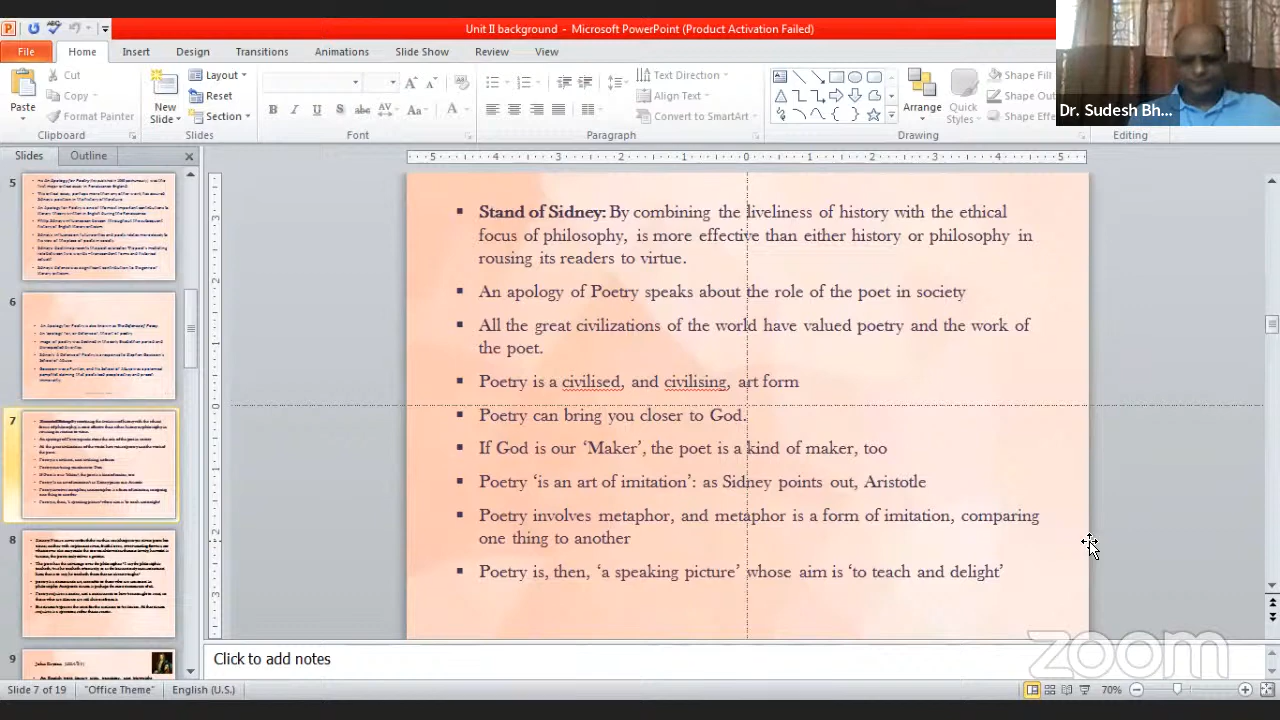 Unit II background - Microsoft PowerPoint (Product Activation Failed)
File Home Insert Design Transitions Animations Slide Show Review View
Paste
Cut
Copy
Format Painter
Clipboard
New Slide
Layout
Reset
Section
Slides
Font
Text Direction
Align Text
Convert to SmartArt
Paragraph
Arrange
Quick Styles
Shape Fill
Shape Out
Shape Effe
Drawing
Editing
Dr. Sudesh Bh...
Slides Outline
5
6
7
8
9
Stand of Sidney: By combining the liveliness of history with the ethical
focus of philosophy, is more effective than either history or philosophy in
rousing its readers to virtue.
An apology of Poetry speaks about the role of the poet in society
All the great civilizations of the world have valued poetry and the work of
the poet.
Poetry is a civilised, and civilising, art form
Poetry can bring you closer to God.
If God is our ‘Maker’, the poet is a kind of maker, too
Poetry ‘is an art of imitation’: as Sidney points out, Aristotle
Poetry involves metaphor, and metaphor is a form of imitation, comparing
one thing to another
Poetry is, then, ‘a speaking picture’ whose aim is ‘to teach and delight’
Click to add notes
zoom
Slide 7 of 19 "Office Theme" English (U.S.) 70%